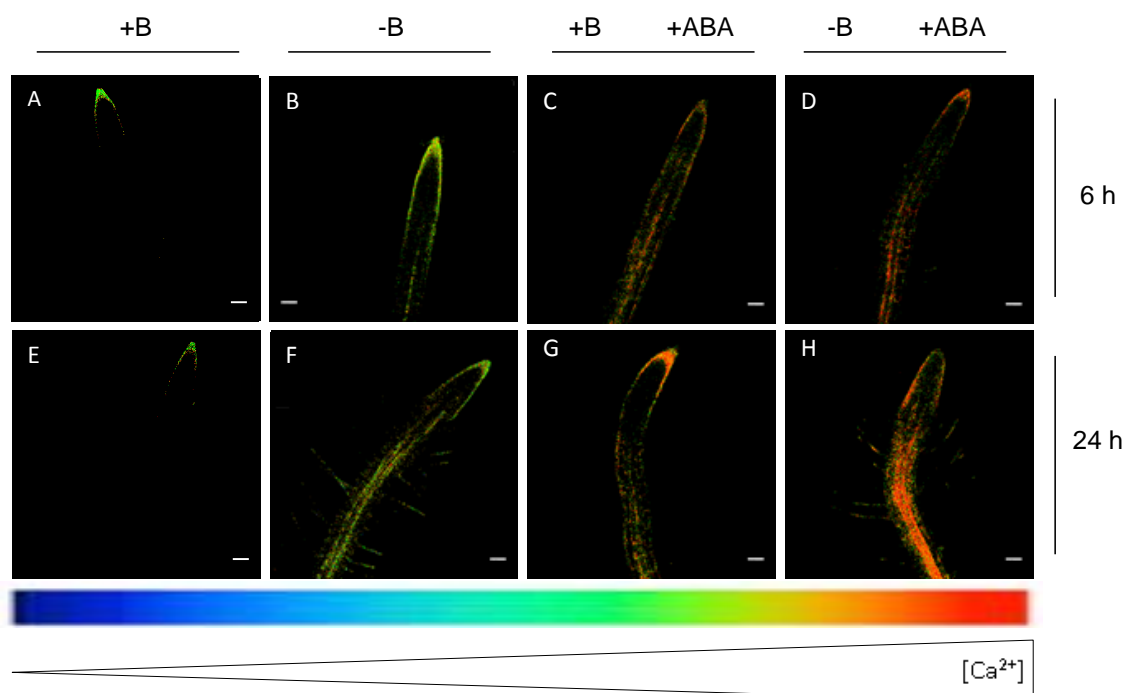 +B -B +B +ABA -B +ABA
A B C D
6 h
E F G H
24 h
[Ca²⁺]